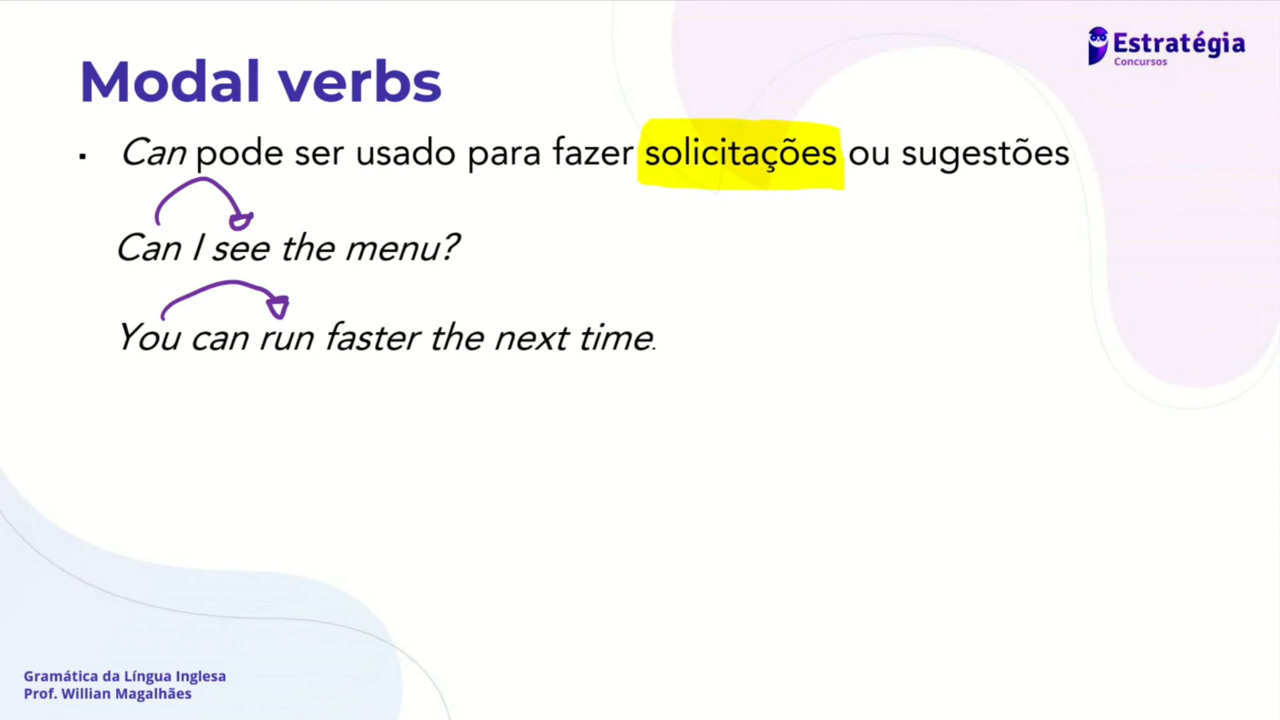 Estratégia
Concursos
Modal verbs
▪ Can pode ser usado para fazer solicitações ou sugestões
Can I see the menu?
You can run faster the next time.
Gramática da Língua Inglesa
Prof. Willian Magalhães